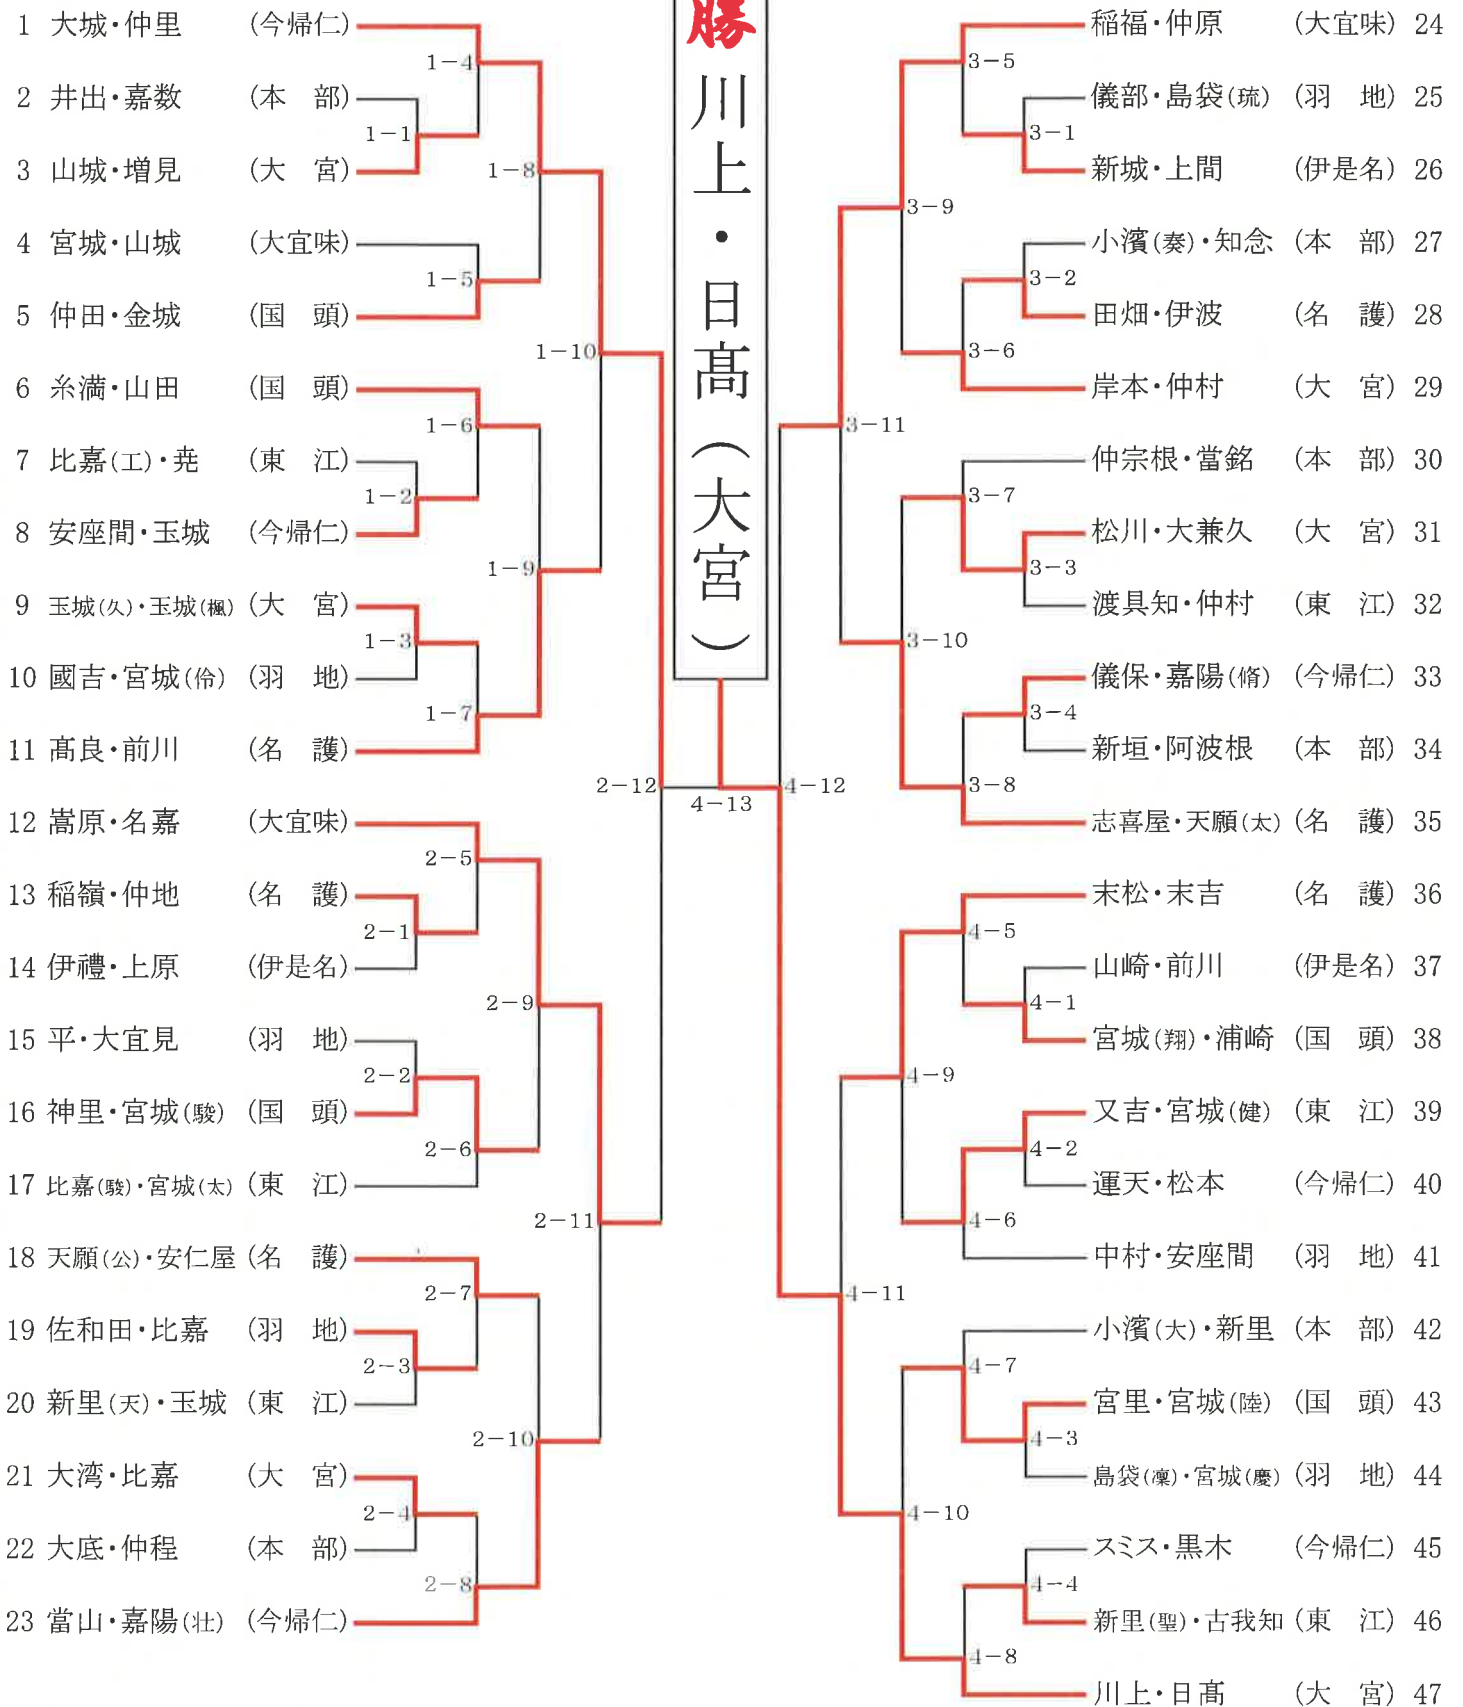 1 大城・仲里 (今帰仁)
1-4
2 井出・嘉数 (本 部)
1-1
3 山城・増見 (大 宮)
1-8
4 宮城・山城 (大宜味)
1-5
5 仲田・金城 (国 頭)
1-10
6 糸満・山田 (国 頭)
1-6
7 比嘉(工)・尭 (東 江)
1-2
8 安座間・玉城 (今帰仁)
1-9
9 玉城(久)・玉城(楓) (大 宮)
1-3
10 國吉・宮城(伶) (羽 地)
1-7
11 髙良・前川 (名 護)
2-12
12 嵩原・名嘉 (大宜味)
2-5
13 稲嶺・仲地 (名 護)
2-1
14 伊禮・上原 (伊是名)
2-9
15 平・大宜見 (羽 地)
2-2
16 神里・宮城(駿) (国 頭)
2-6
17 比嘉(駿)・宮城(太) (東 江)
2-11
18 天願(公)・安仁屋 (名 護)
2-7
19 佐和田・比嘉 (羽 地)
2-3
20 新里(天)・玉城 (東 江)
2-10
21 大湾・比嘉 (大 宮)
2-4
22 大底・仲程 (本 部)
2-8
23 當山・嘉陽(壮) (今帰仁)
勝
川上・日髙(大宮)
4-13
稲福・仲原 (大宜味) 24
3-5
儀部・島袋(琉) (羽 地) 25
3-1
新城・上間 (伊是名) 26
3-9
小濱(奏)・知念 (本 部) 27
3-2
田畑・伊波 (名 護) 28
3-6
岸本・仲村 (大 宮) 29
3-11
仲宗根・當銘 (本 部) 30
3-7
松川・大兼久 (大 宮) 31
3-3
渡具知・仲村 (東 江) 32
3-10
儀保・嘉陽(脩) (今帰仁) 33
3-4
新垣・阿波根 (本 部) 34
3-8
4-12
志喜屋・天願(太) (名 護) 35
末松・末吉 (名 護) 36
4-5
山崎・前川 (伊是名) 37
4-1
宮城(翔)・浦崎 (国 頭) 38
4-9
又吉・宮城(健) (東 江) 39
4-2
運天・松本 (今帰仁) 40
4-6
中村・安座間 (羽 地) 41
4-11
小濱(大)・新里 (本 部) 42
4-7
宮里・宮城(陸) (国 頭) 43
4-3
島袋(凜)・宮城(慶) (羽 地) 44
4-10
スミス・黒木 (今帰仁) 45
4-4
新里(聖)・古我知 (東 江) 46
4-8
川上・日髙 (大 宮) 47